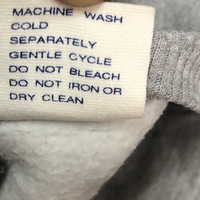 MACHINE WASH
COLD
SEPARATELY
GENTLE CYCLE
DO NOT BLEACH
DO NOT IRON OR
DRY CLEAN